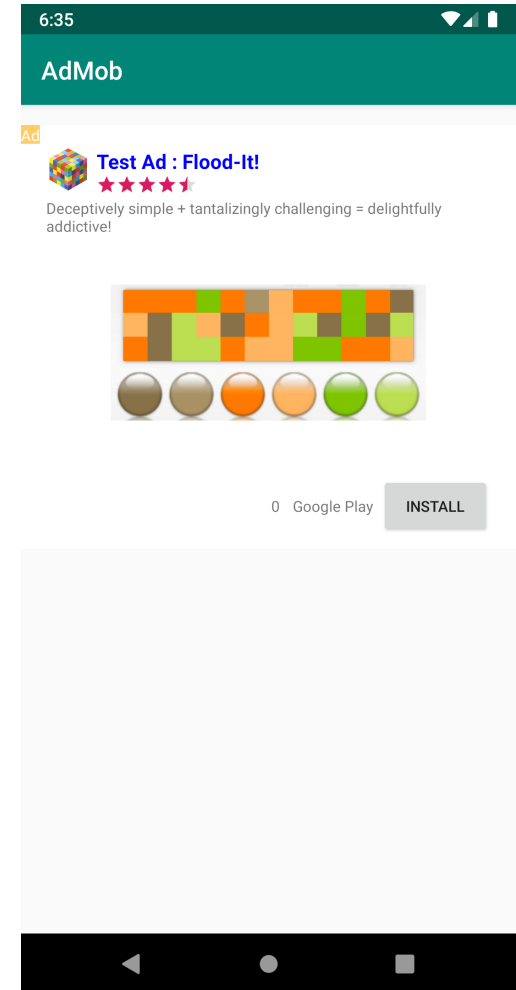 6:35
AdMob
Ad
Test Ad : Flood-It!
Deceptively simple + tantalizingly challenging = delightfully
addictive!
0 Google Play INSTALL